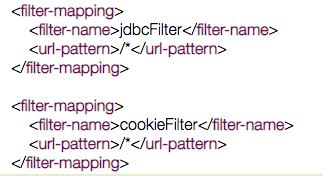 <filter-mapping>
<filter-name>jdbcFilter</filter-name>
<url-pattern>/*</url-pattern>
</filter-mapping>
<filter-mapping>
<filter-name>cookieFilter</filter-name>
<url-pattern>/*</url-pattern>
</filter-mapping>